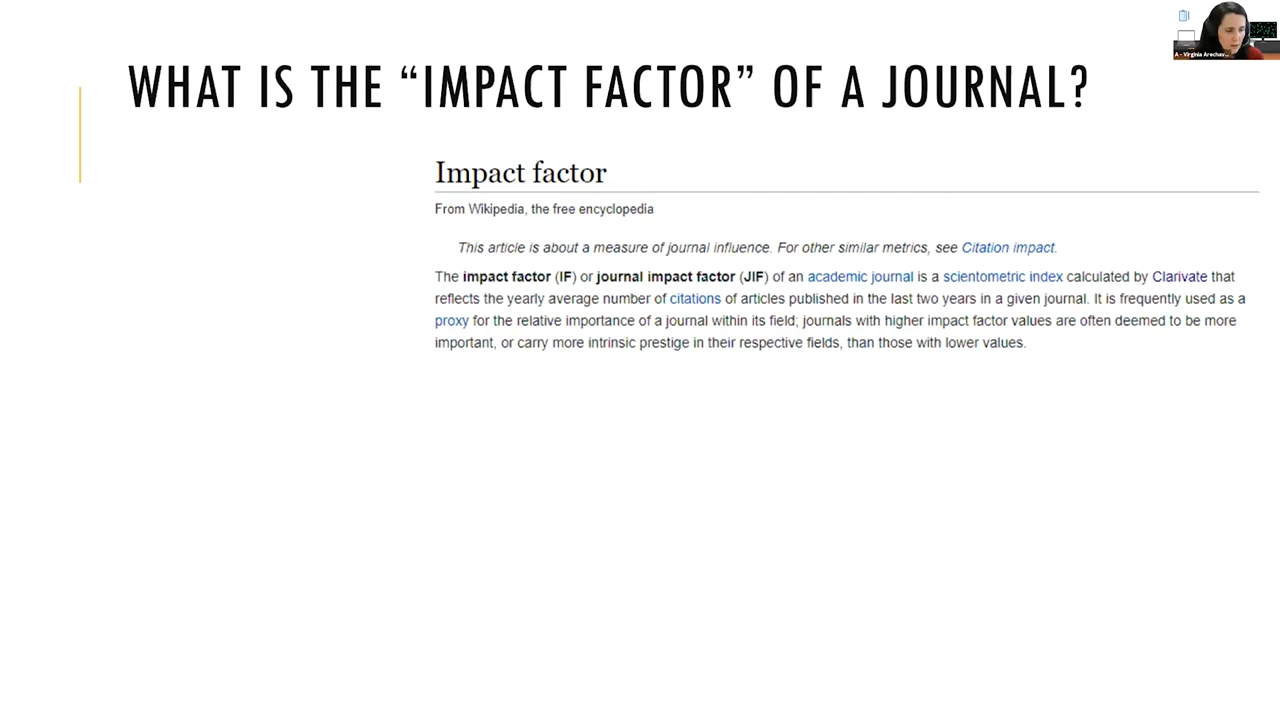 WHAT IS THE “IMPACT FACTOR” OF A JOURNAL?
Impact factor
From Wikipedia, the free encyclopedia
This article is about a measure of journal influence. For other similar metrics, see Citation impact.
The impact factor (IF) or journal impact factor (JIF) of an academic journal is a scientometric index calculated by Clarivate that
reflects the yearly average number of citations of articles published in the last two years in a given journal. It is frequently used as a
proxy for the relative importance of a journal within its field; journals with higher impact factor values are often deemed to be more
important, or carry more intrinsic prestige in their respective fields, than those with lower values.
A - Virginia Arechav...